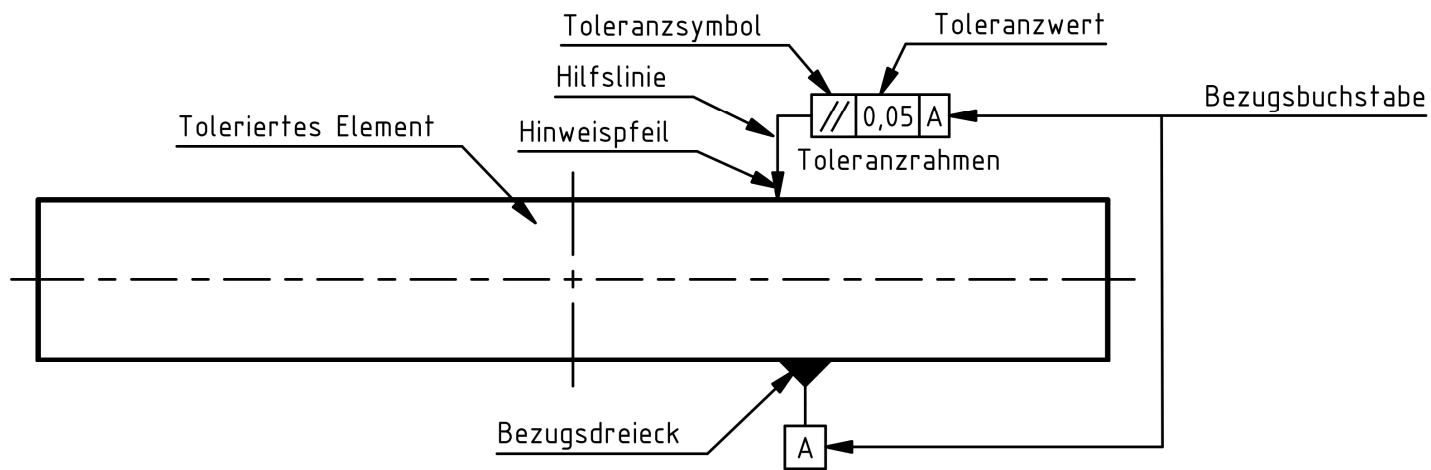 Toleranzsymbol
Toleranzwert
Hilfslinie
// 0,05 A
Bezugsbuchstabe
Toleriertes Element
Hinweispfeil
Toleranzrahmen
Bezugsdreieck
A